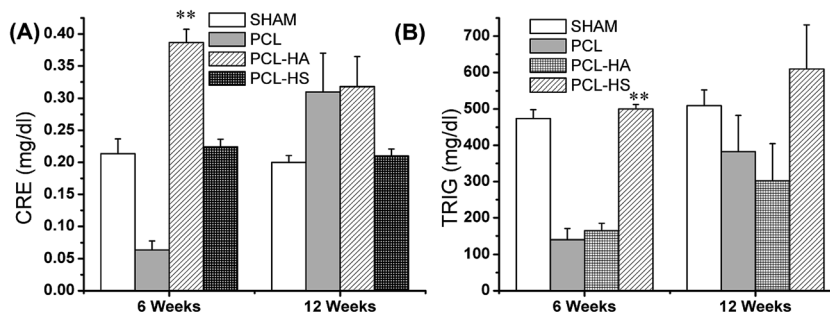 (A)
**
SHAM
PCL
PCL-HA
PCL-HS
CRE (mg/dl)
0.40
0.35
0.30
0.25
0.20
0.15
0.10
0.05
0.00
6 Weeks
12 Weeks
(B)
SHAM
PCL
PCL-HA
PCL-HS
**
TRIG (mg/dl)
700
600
500
400
300
200
100
0
6 Weeks
12 Weeks